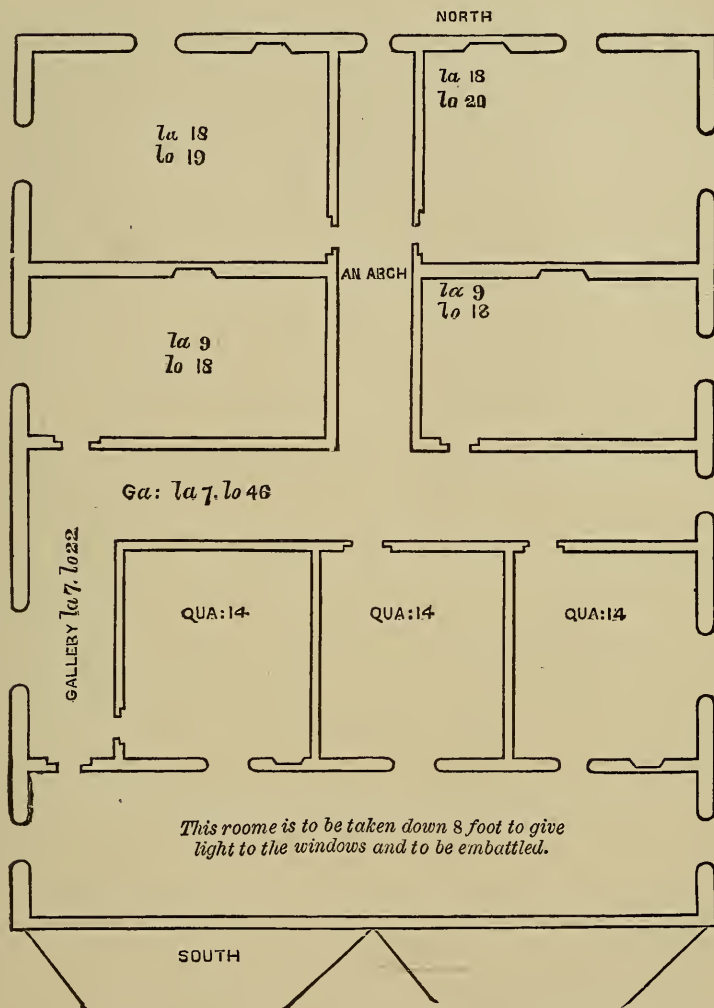 NORTH
la 18
lo 19
la 18
lo 20
AN ARCH
la 9
lo 18
la 9
lo 18
Ga: la 7. lo 46
GALLERY la 7. lo 22
QUA: 14
QUA: 14
QUA: 14
This roome is to be taken down 8 foot to give
light to the windows and to be embattled.
SOUTH